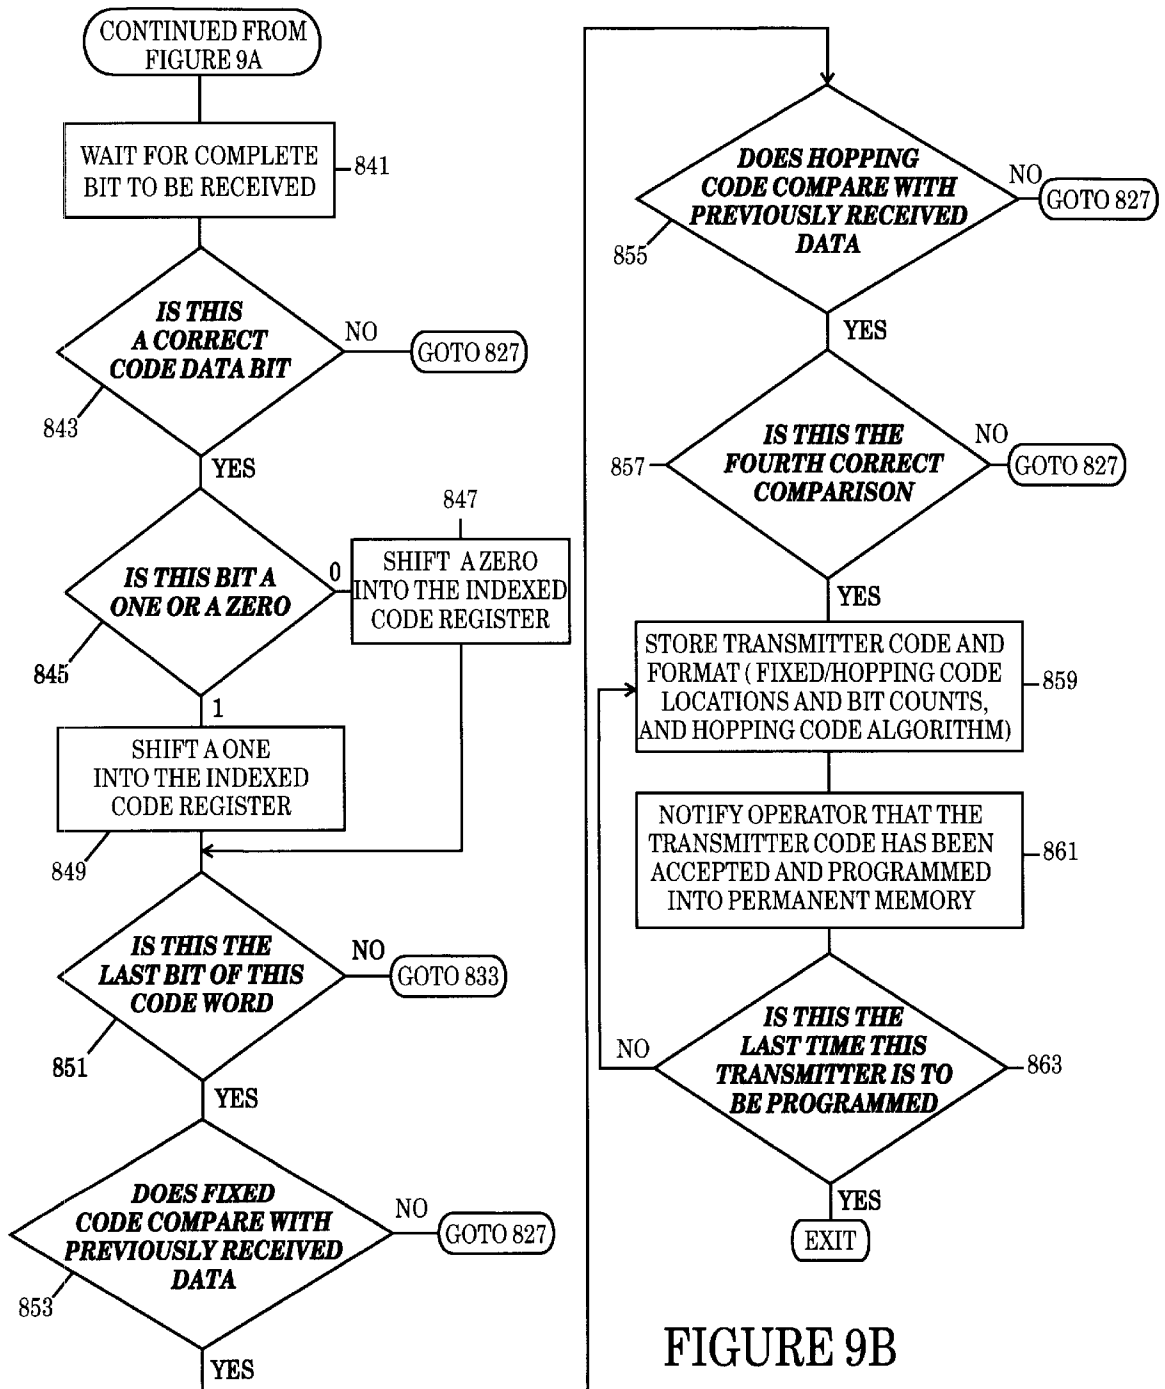 CONTINUED FROM
FIGURE 9A
WAIT FOR COMPLETE
BIT TO BE RECEIVED
841
IS THIS
A CORRECT
CODE DATA BIT
NO
GOTO 827
843
YES
IS THIS BIT A
ONE OR A ZERO
0
845
847
SHIFT A ZERO
INTO THE INDEXED
CODE REGISTER
1
SHIFT A ONE
INTO THE INDEXED
CODE REGISTER
849
IS THIS THE
LAST BIT OF THIS
CODE WORD
NO
GOTO 833
851
YES
DOES FIXED
CODE COMPARE WITH
PREVIOUSLY RECEIVED
DATA
NO
GOTO 827
853
YES
DOES HOPPING
CODE COMPARE WITH
PREVIOUSLY RECEIVED
DATA
NO
GOTO 827
855
YES
IS THIS THE
FOURTH CORRECT
COMPARISON
NO
GOTO 827
857
YES
STORE TRANSMITTER CODE AND
FORMAT ( FIXED/HOPPING CODE
LOCATIONS AND BIT COUNTS,
AND HOPPING CODE ALGORITHM)
859
NOTIFY OPERATOR THAT THE
TRANSMITTER CODE HAS BEEN
ACCEPTED AND PROGRAMMED
INTO PERMANENT MEMORY
861
IS THIS THE
LAST TIME THIS
TRANSMITTER IS TO
BE PROGRAMMED
NO
863
YES
EXIT
FIGURE 9B